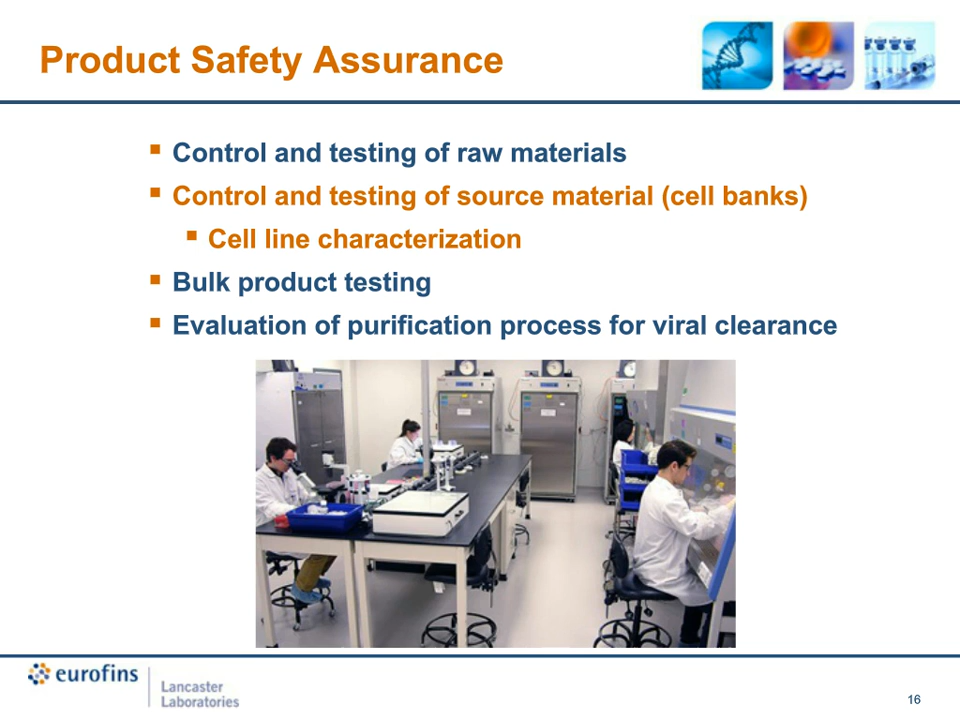 Product Safety Assurance
Control and testing of raw materials
Control and testing of source material (cell banks)
Cell line characterization
Bulk product testing
Evaluation of purification process for viral clearance
eurofins
Lancaster
Laboratories
16